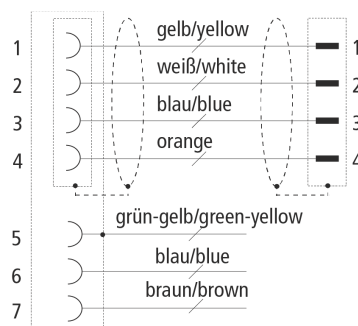 gelb/yellow
1 1
weiß/white
2 2
blau/blue
3 3
orange
4 4
grün-gelb/green-yellow
5
blau/blue
6
braun/brown
7